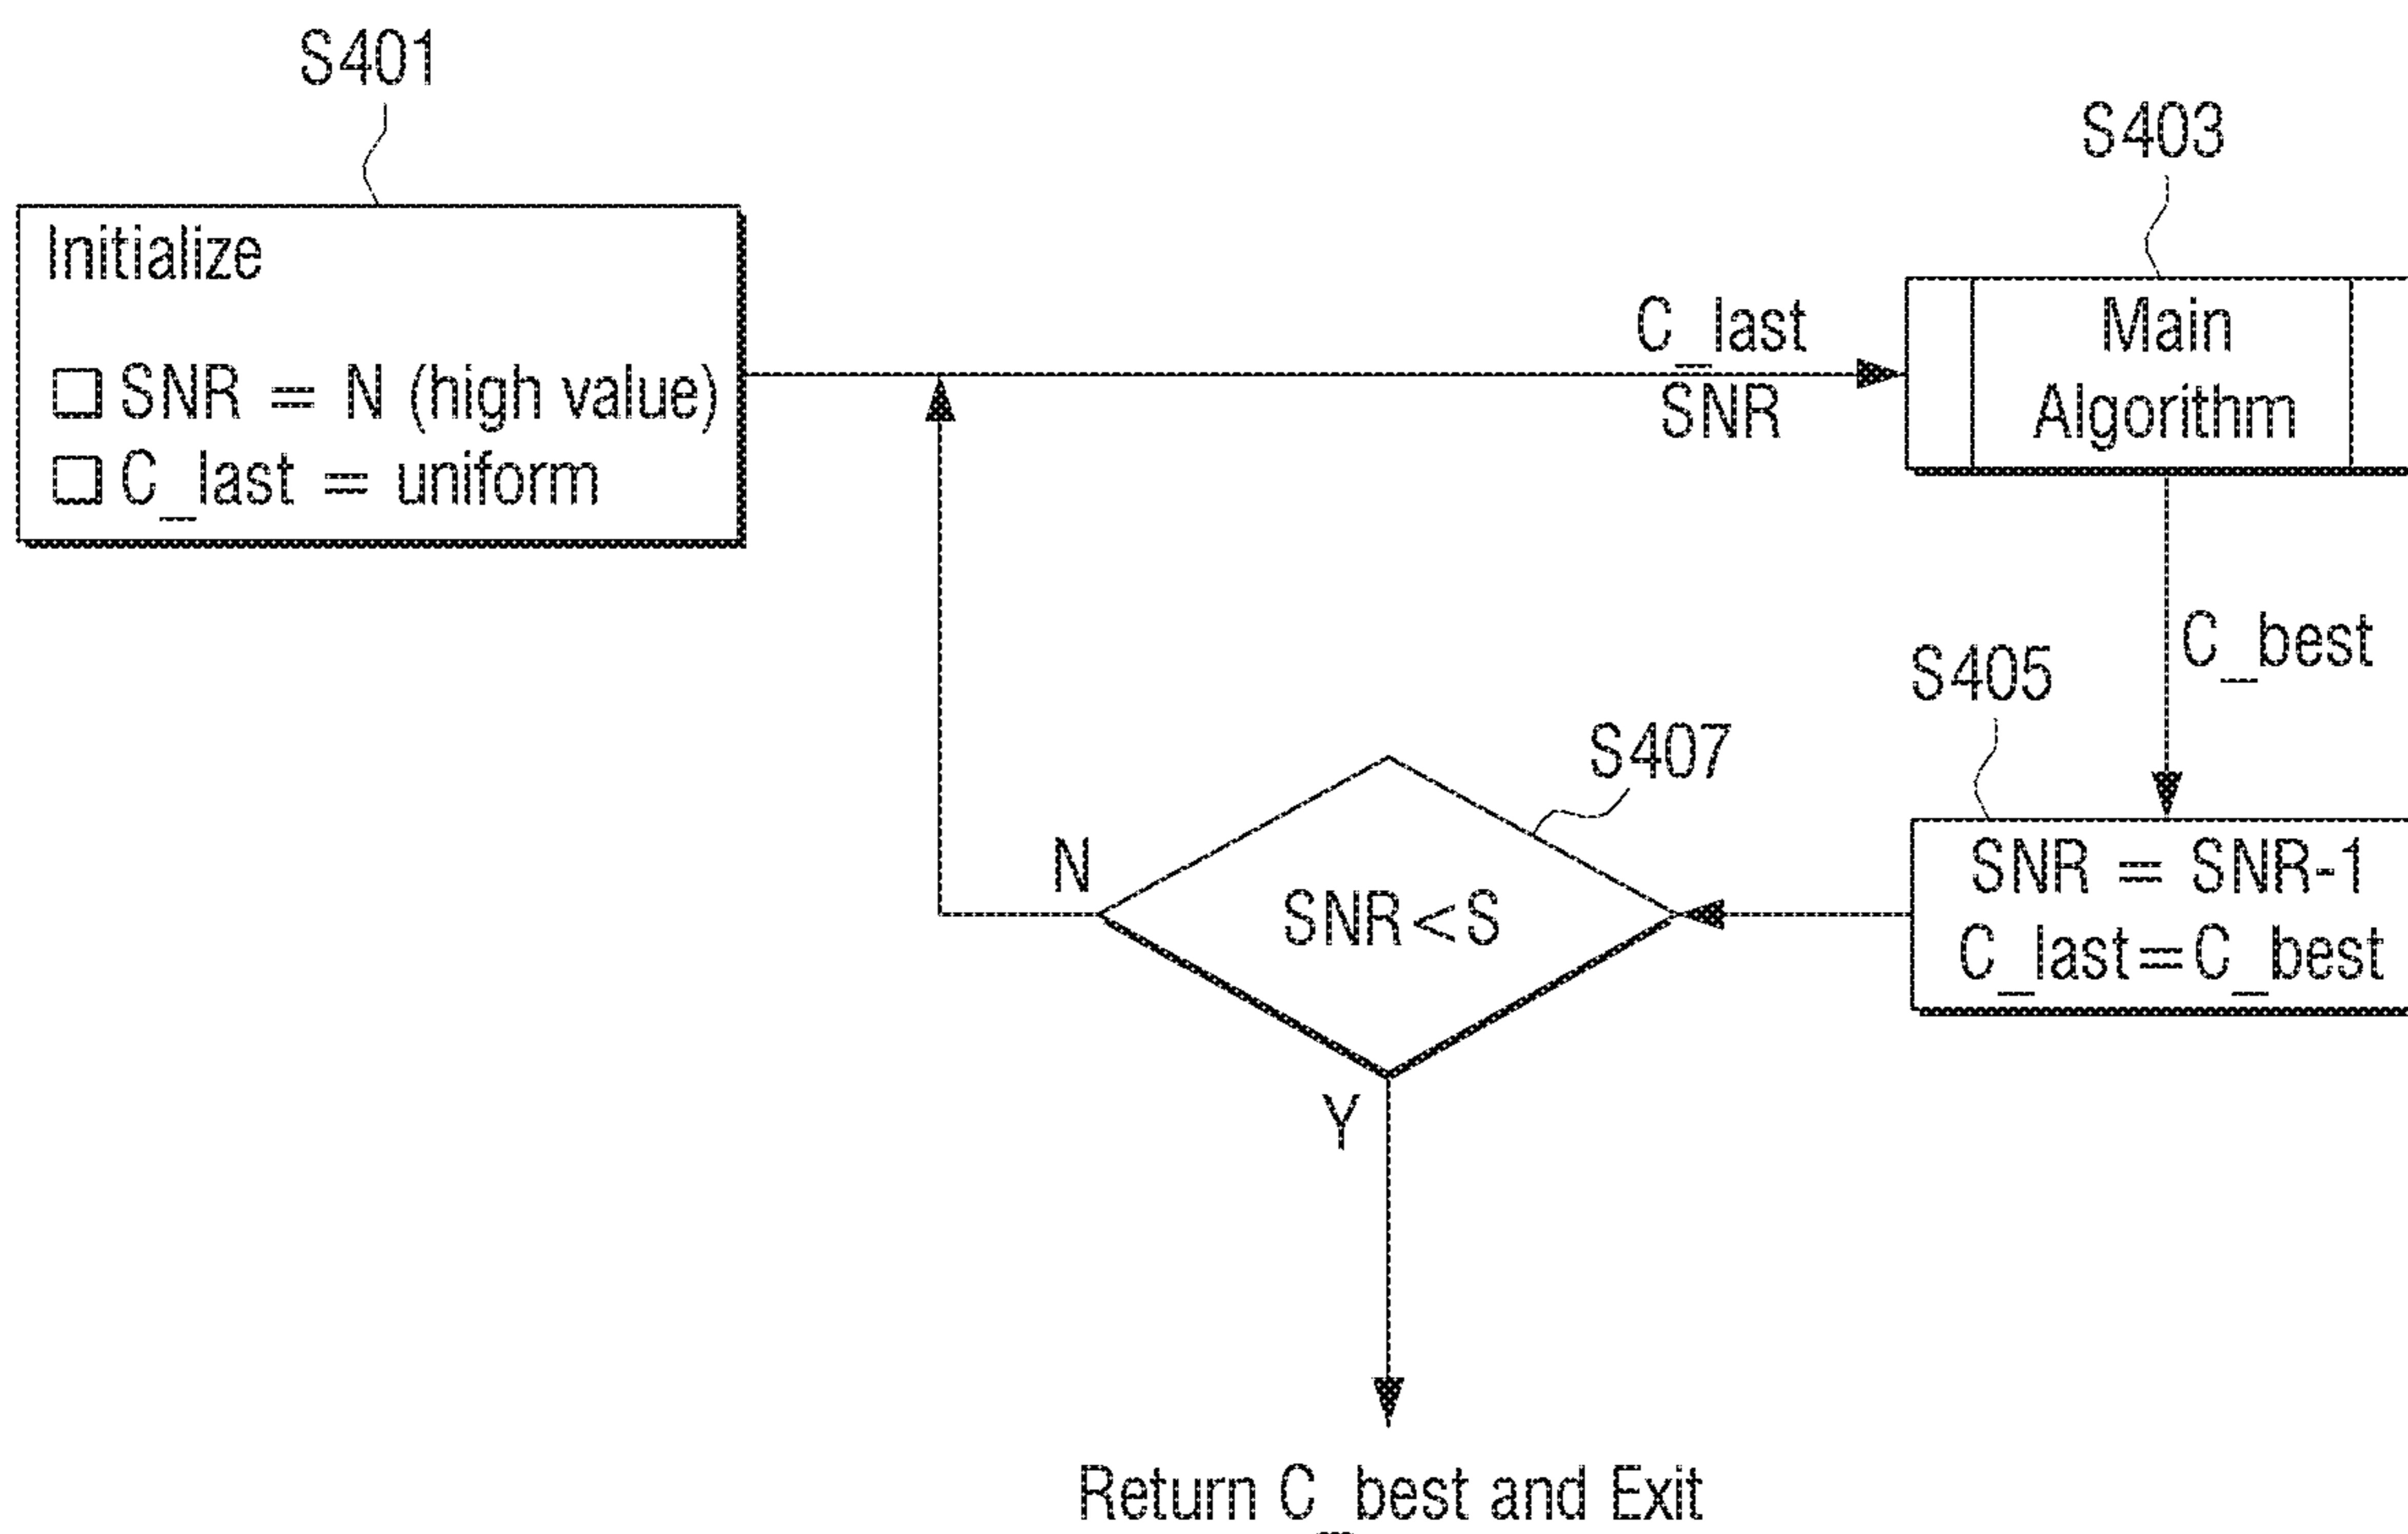 S401
Initialize
SNR = N (high value)
C_last = uniform
C_last
SNR
S403
Main
Algorithm
C_best
S405
SNR = SNR-1
C_last=C_best
S407
SNR<S
N
Y
Return C_best and Exit